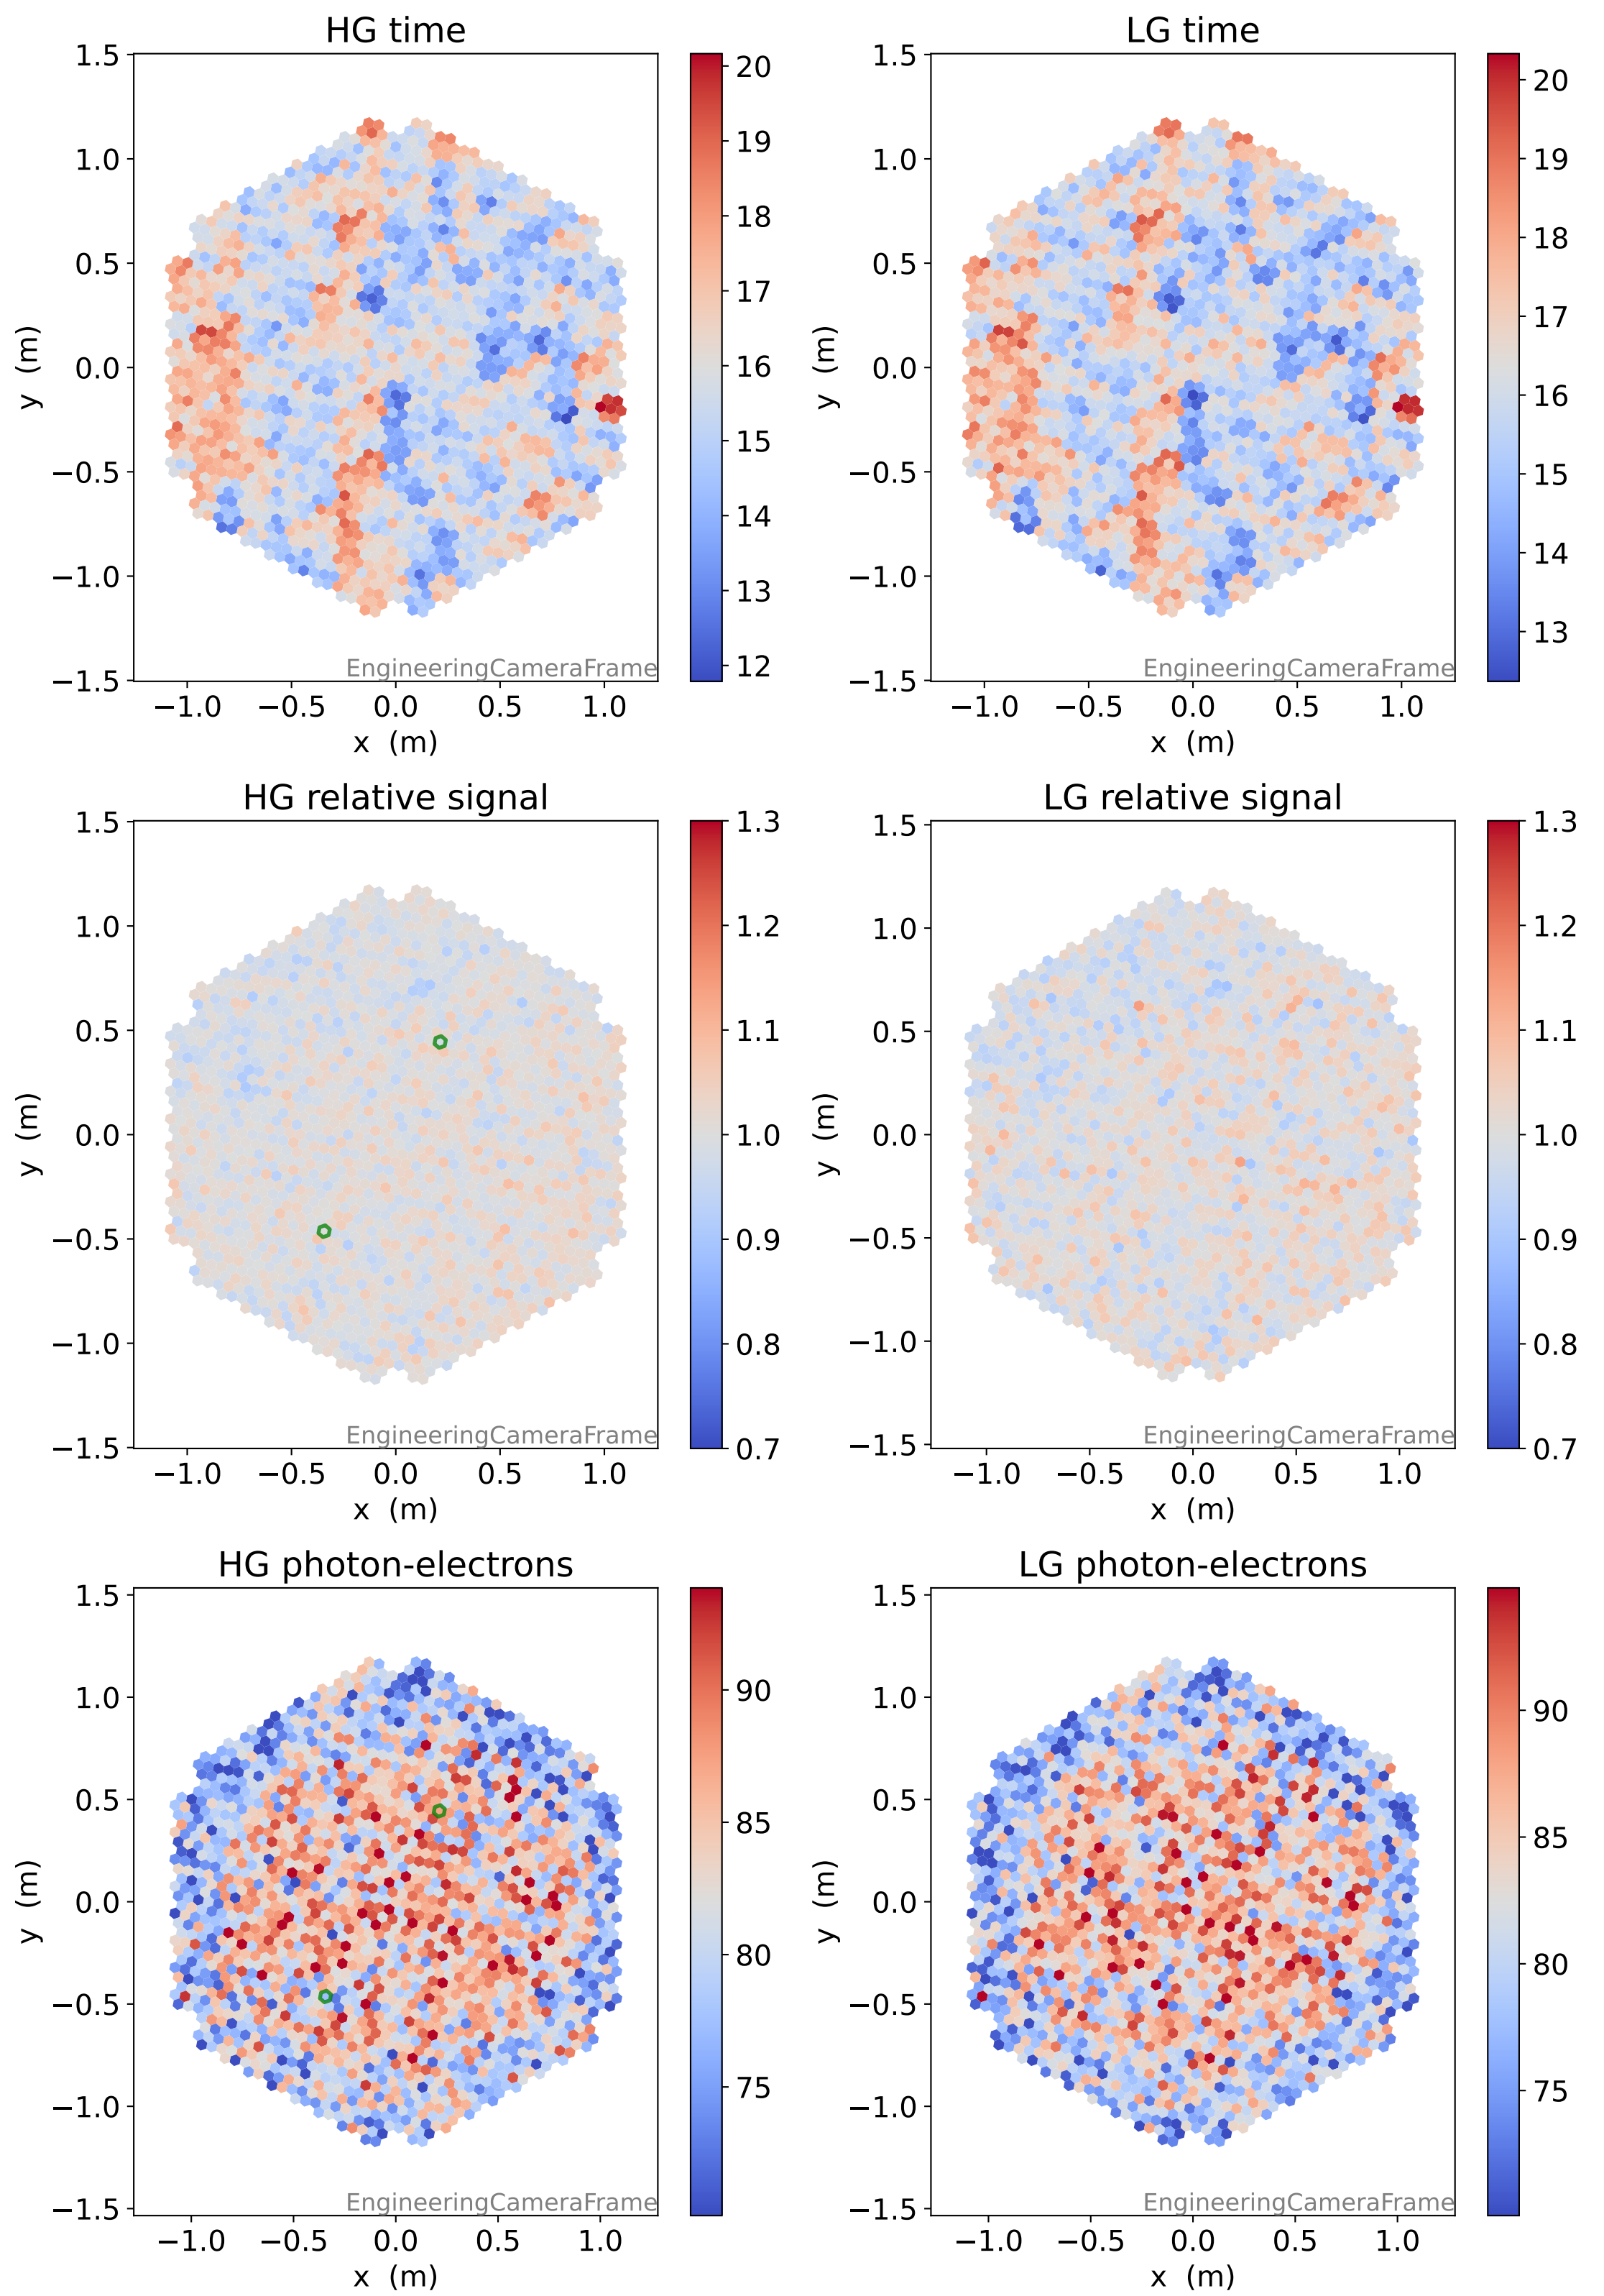 HG time
LG time
1.5
1.0
0.5
0.0
−0.5
−1.0
−1.5
y (m)
EngineeringCameraFrame
−1.0 −0.5 0.0 0.5 1.0
x (m)
20
19
18
17
16
15
14
13
12
1.5
1.0
0.5
0.0
−0.5
−1.0
−1.5
y (m)
EngineeringCameraFrame
−1.0 −0.5 0.0 0.5 1.0
x (m)
20
19
18
17
16
15
14
13
HG relative signal
LG relative signal
1.5
1.0
0.5
0.0
−0.5
−1.0
−1.5
y (m)
EngineeringCameraFrame
−1.0 −0.5 0.0 0.5 1.0
x (m)
1.3
1.2
1.1
1.0
0.9
0.8
0.7
1.5
1.0
0.5
0.0
−0.5
−1.0
−1.5
y (m)
EngineeringCameraFrame
−1.0 −0.5 0.0 0.5 1.0
x (m)
1.3
1.2
1.1
1.0
0.9
0.8
0.7
HG photon-electrons
LG photon-electrons
1.5
1.0
0.5
0.0
−0.5
−1.0
−1.5
y (m)
EngineeringCameraFrame
−1.0 −0.5 0.0 0.5 1.0
x (m)
90
85
80
75
1.5
1.0
0.5
0.0
−0.5
−1.0
−1.5
y (m)
EngineeringCameraFrame
−1.0 −0.5 0.0 0.5 1.0
x (m)
90
85
80
75